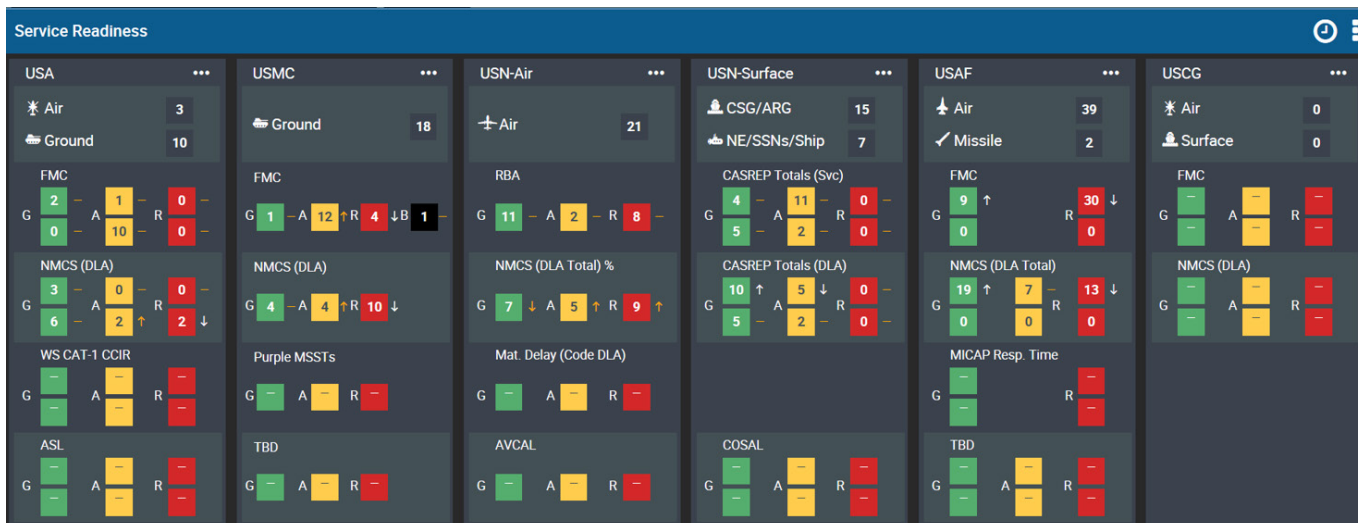 Service Readiness
USA ••• USMC ••• USN-Air ••• USN-Surface ••• USAF ••• USCG •••
Air 3
Ground 10
Ground 18
Air 21
CSG/ARG 15
NE/SSNs/Ship 7
Air 39
Missile 2
Air 0
Surface 0
FMC
G 2 – A 1 – R 0 –
0 – 10 – 0 –
FMC
G 1 – A 12 ↑ R 4 ↓ B 1 –
RBA
G 11 – A 2 – R 8 –
CASREP Totals (Svc)
G 4 – A 11 – R 0 –
5 – 2 – 0 –
FMC
G 9 ↑ R 30 ↓
0 0
FMC
G – A – R –
– – –
NMCS (DLA)
G 3 – A 0 – R 0 –
6 – 2 ↑ 2 ↓
NMCS (DLA)
G 4 – A 4 ↑ R 10 ↓
NMCS (DLA Total) %
G 7 ↓ A 5 ↑ R 9 ↑
CASREP Totals (DLA)
G 10 ↑ A 5 ↓ R 0 –
5 – 2 – 0 –
NMCS (DLA Total)
G 19 ↑ 7 – R 13 ↓
0 0 0
NMCS (DLA)
G – A – R –
– – –
WS CAT-1 CCIR
G – A – R –
– – –
Purple MSSTs
G – A – R –
Mat. Delay (Code DLA)
G – A – R –
MICAP Resp. Time
G – R –
– –
ASL
G – A – R –
– – –
TBD
G – A – R –
AVCAL
G – A – R –
COSAL
G – A – R –
– – –
TBD
G – A – R –
– – –